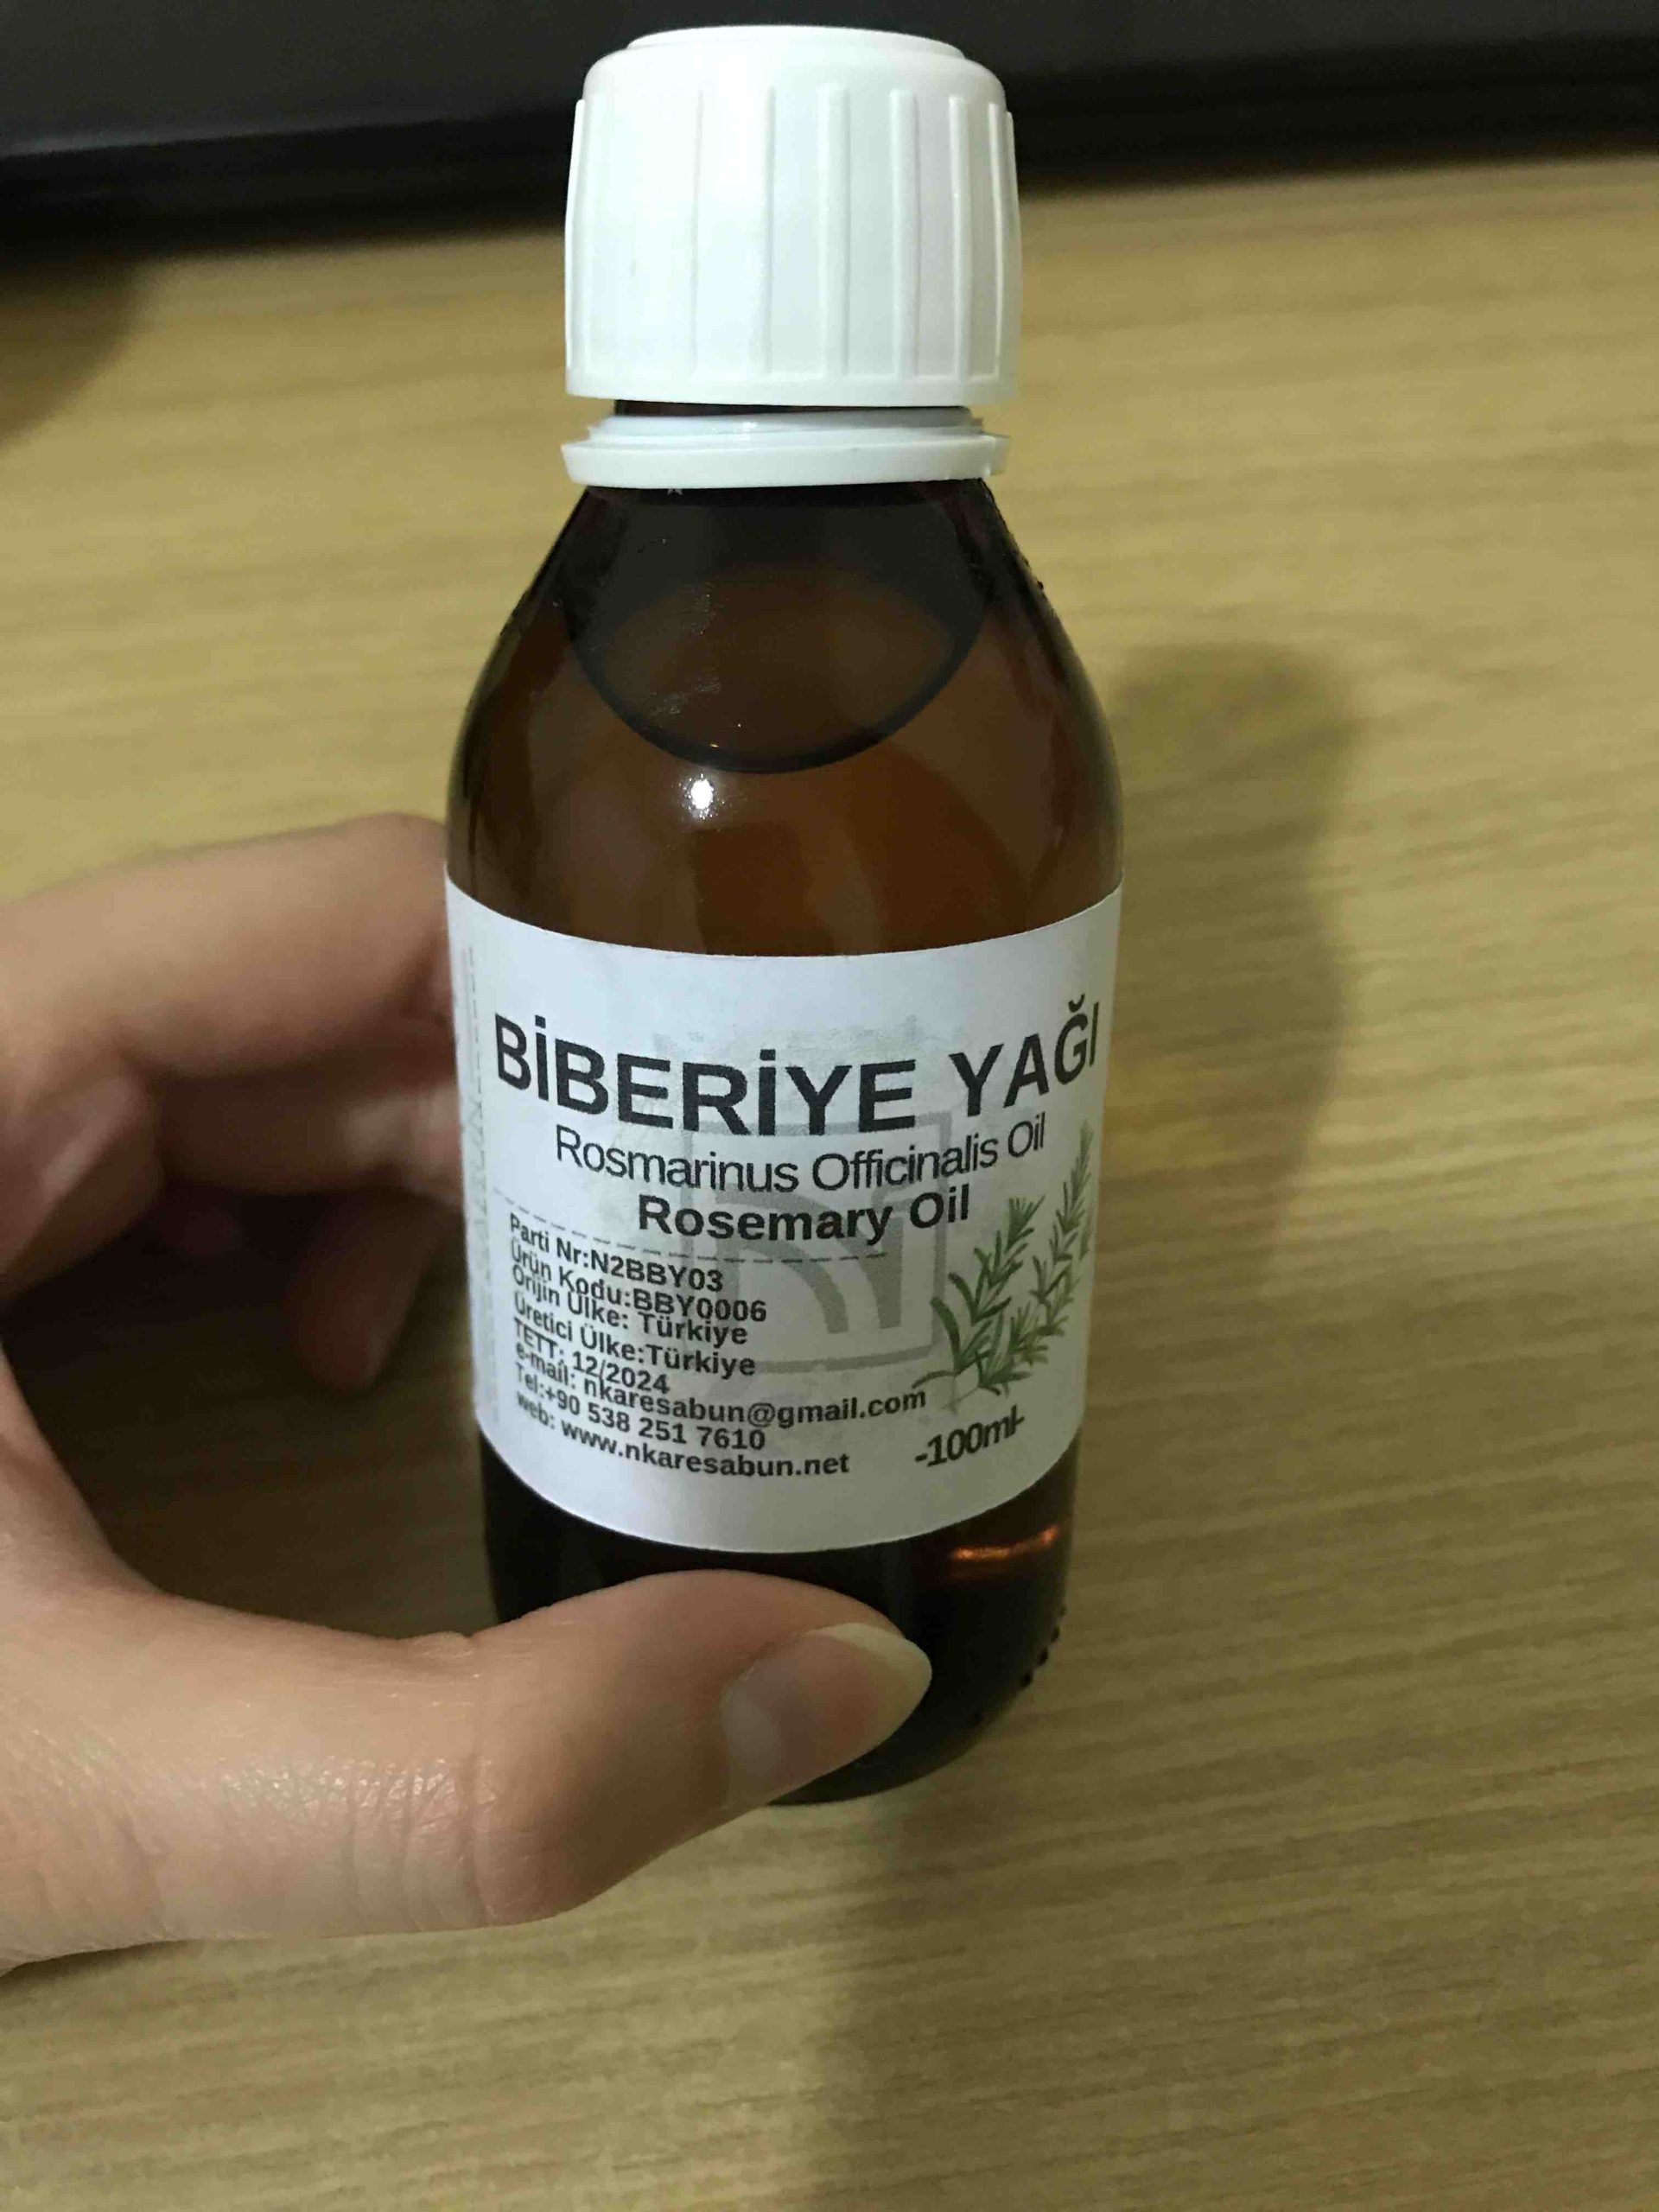 BİBERİYE YAĞI
Rosmarinus Officinalis Oil
Rosemary Oil
Parti Nr:N2BBY03
Ürün Kodu:BBY0006
Orijin Ülke: Türkiye
Üretici Ülke:Türkiye
TETT: 12/2024
e-mail: nkaresabun@gmail.com
Tel:+90 538 251 7610
web: www.nkaresabun.net
-100ml-